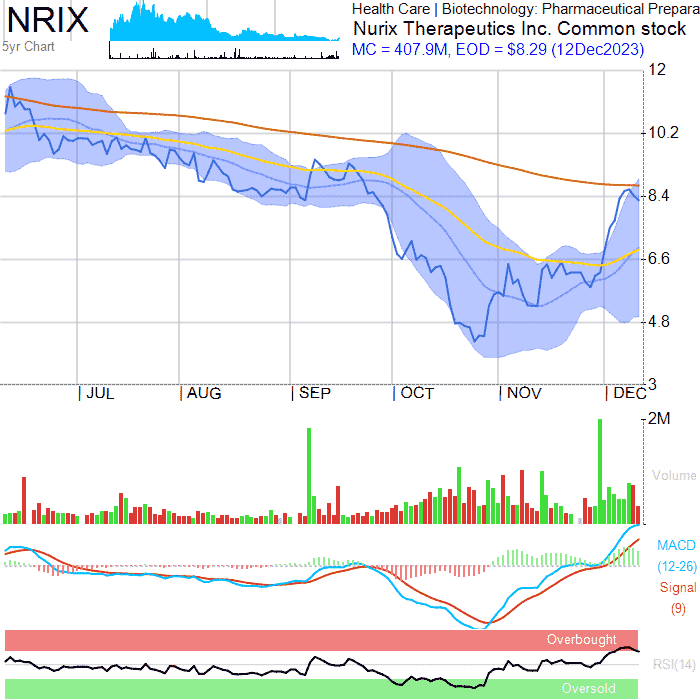 NRIX
5yr Chart
Health Care | Biotechnology: Pharmaceutical Prepara
Nurix Therapeutics Inc. Common stock
MC = 407.9M, EOD = $8.29 (12Dec2023)
12
10.2
8.4
6.6
4.8
3
| JUL
| AUG
| SEP
| OCT
| NOV
| DEC
2M
Volume
MACD
(12-26)
Signal
(9)
Overbought
RSI(14)
Oversold